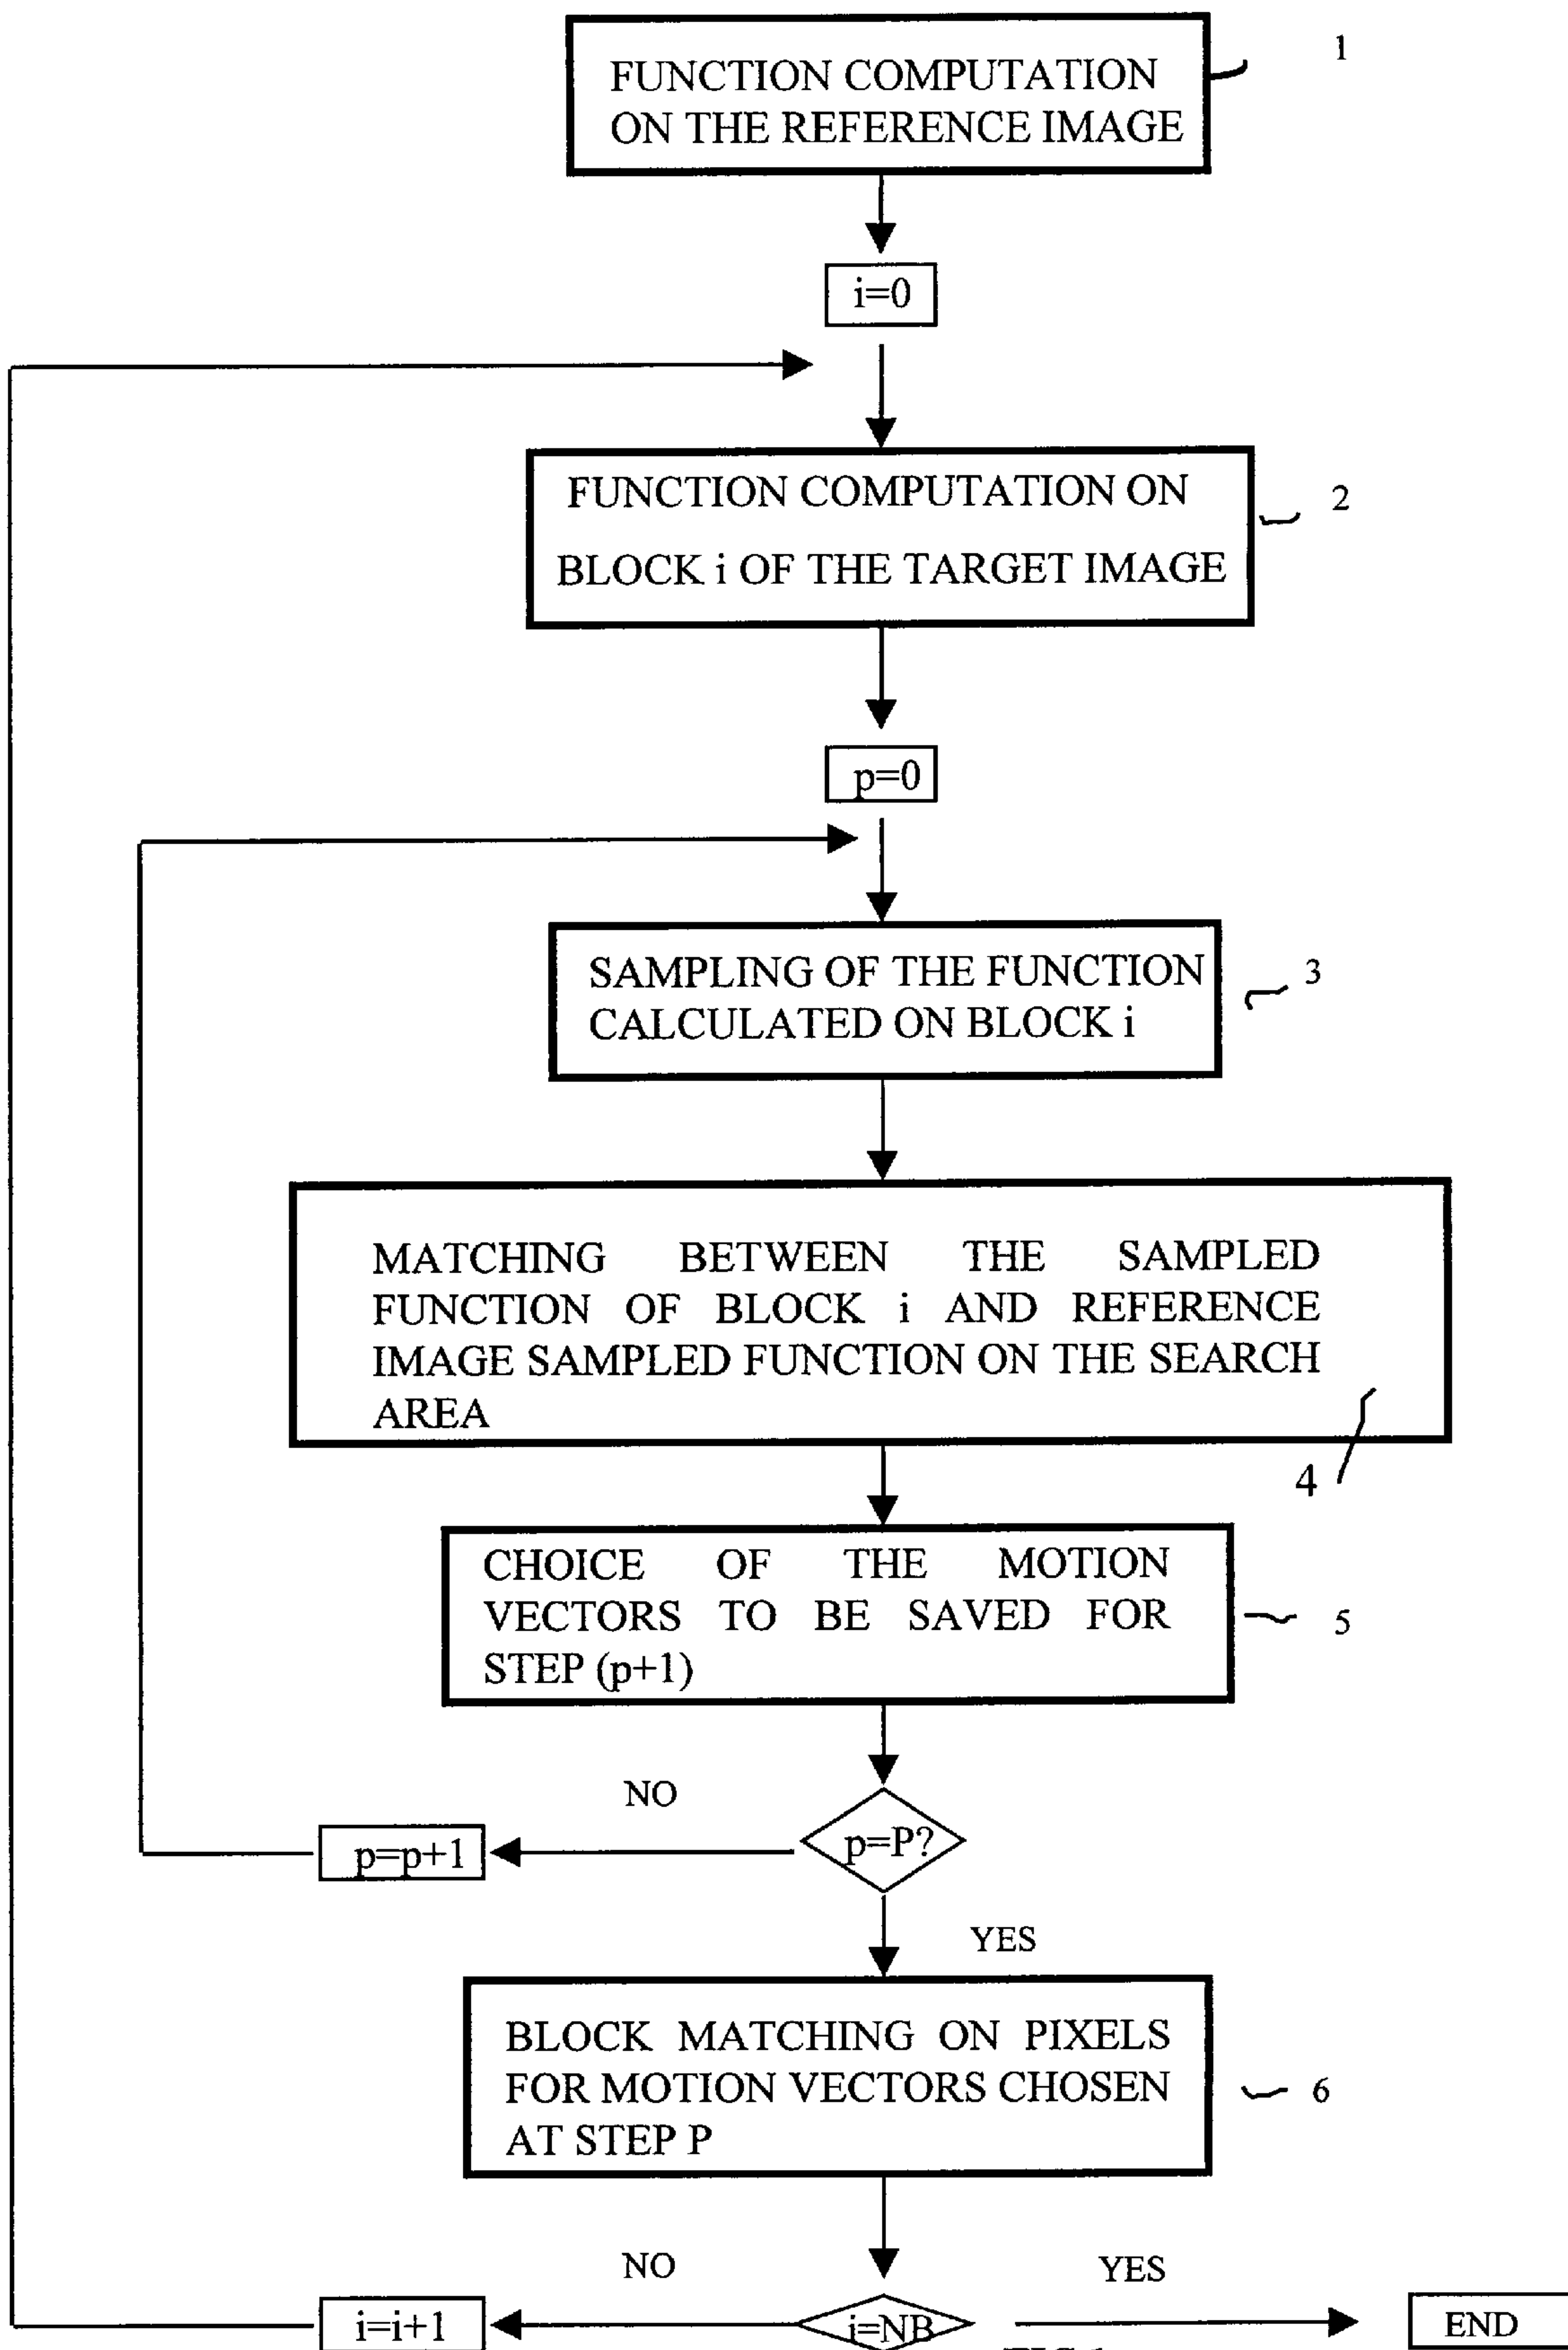 1
FUNCTION COMPUTATION
ON THE REFERENCE IMAGE
i=0
FUNCTION COMPUTATION ON
BLOCK i OF THE TARGET IMAGE
2
p=0
SAMPLING OF THE FUNCTION
CALCULATED ON BLOCK i
3
MATCHING BETWEEN THE SAMPLED
FUNCTION OF BLOCK i AND REFERENCE
IMAGE SAMPLED FUNCTION ON THE SEARCH
AREA
4
CHOICE OF THE MOTION
VECTORS TO BE SAVED FOR
STEP (p+1)
5
NO
p=p+1
p=P?
YES
BLOCK MATCHING ON PIXELS
FOR MOTION VECTORS CHOSEN
AT STEP P
6
NO
YES
i=i+1
i=NB
END